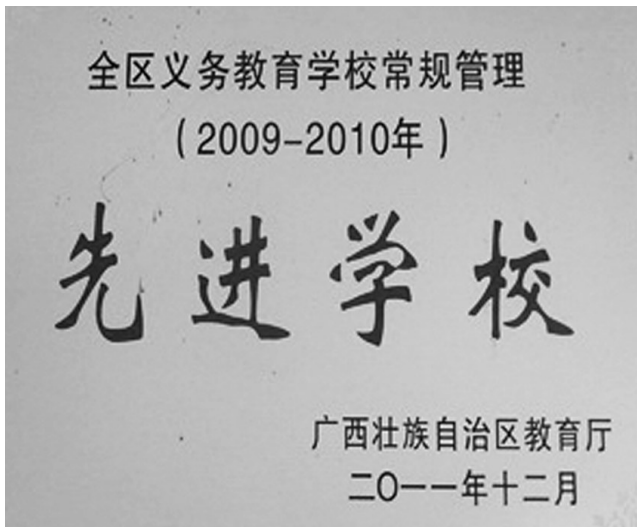 全区义务教育学校常规管理
(2009-2010年)
先进学校
广西壮族自治区教育厅
二〇一一年十二月